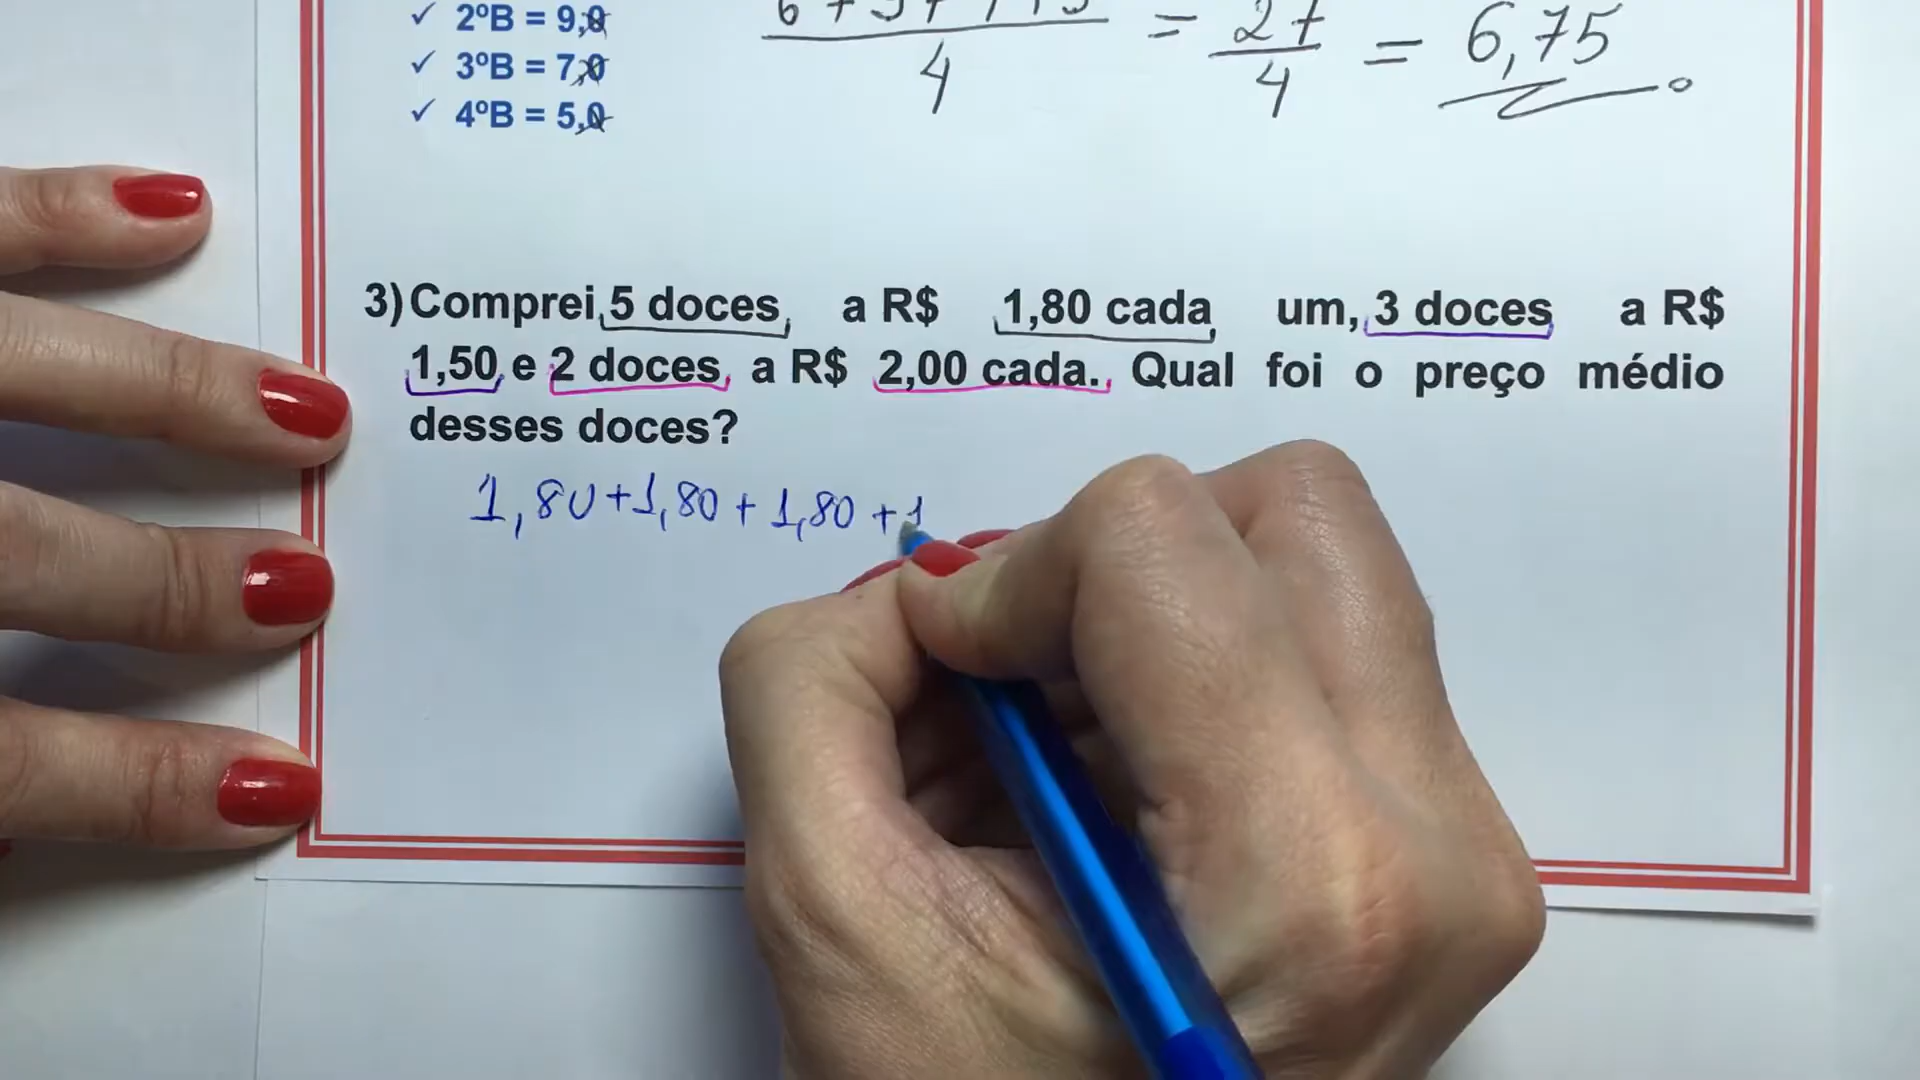 ✓ 2ºB = 9,0
✓ 3ºB = 7,0
✓ 4ºB = 5,0
4 = 27/4 = 6,75
3) Comprei 5 doces a R$ 1,80 cada um, 3 doces a R$
1,50 e 2 doces a R$ 2,00 cada. Qual foi o preço médio
desses doces?
1,80+1,80 + 1,80 +1